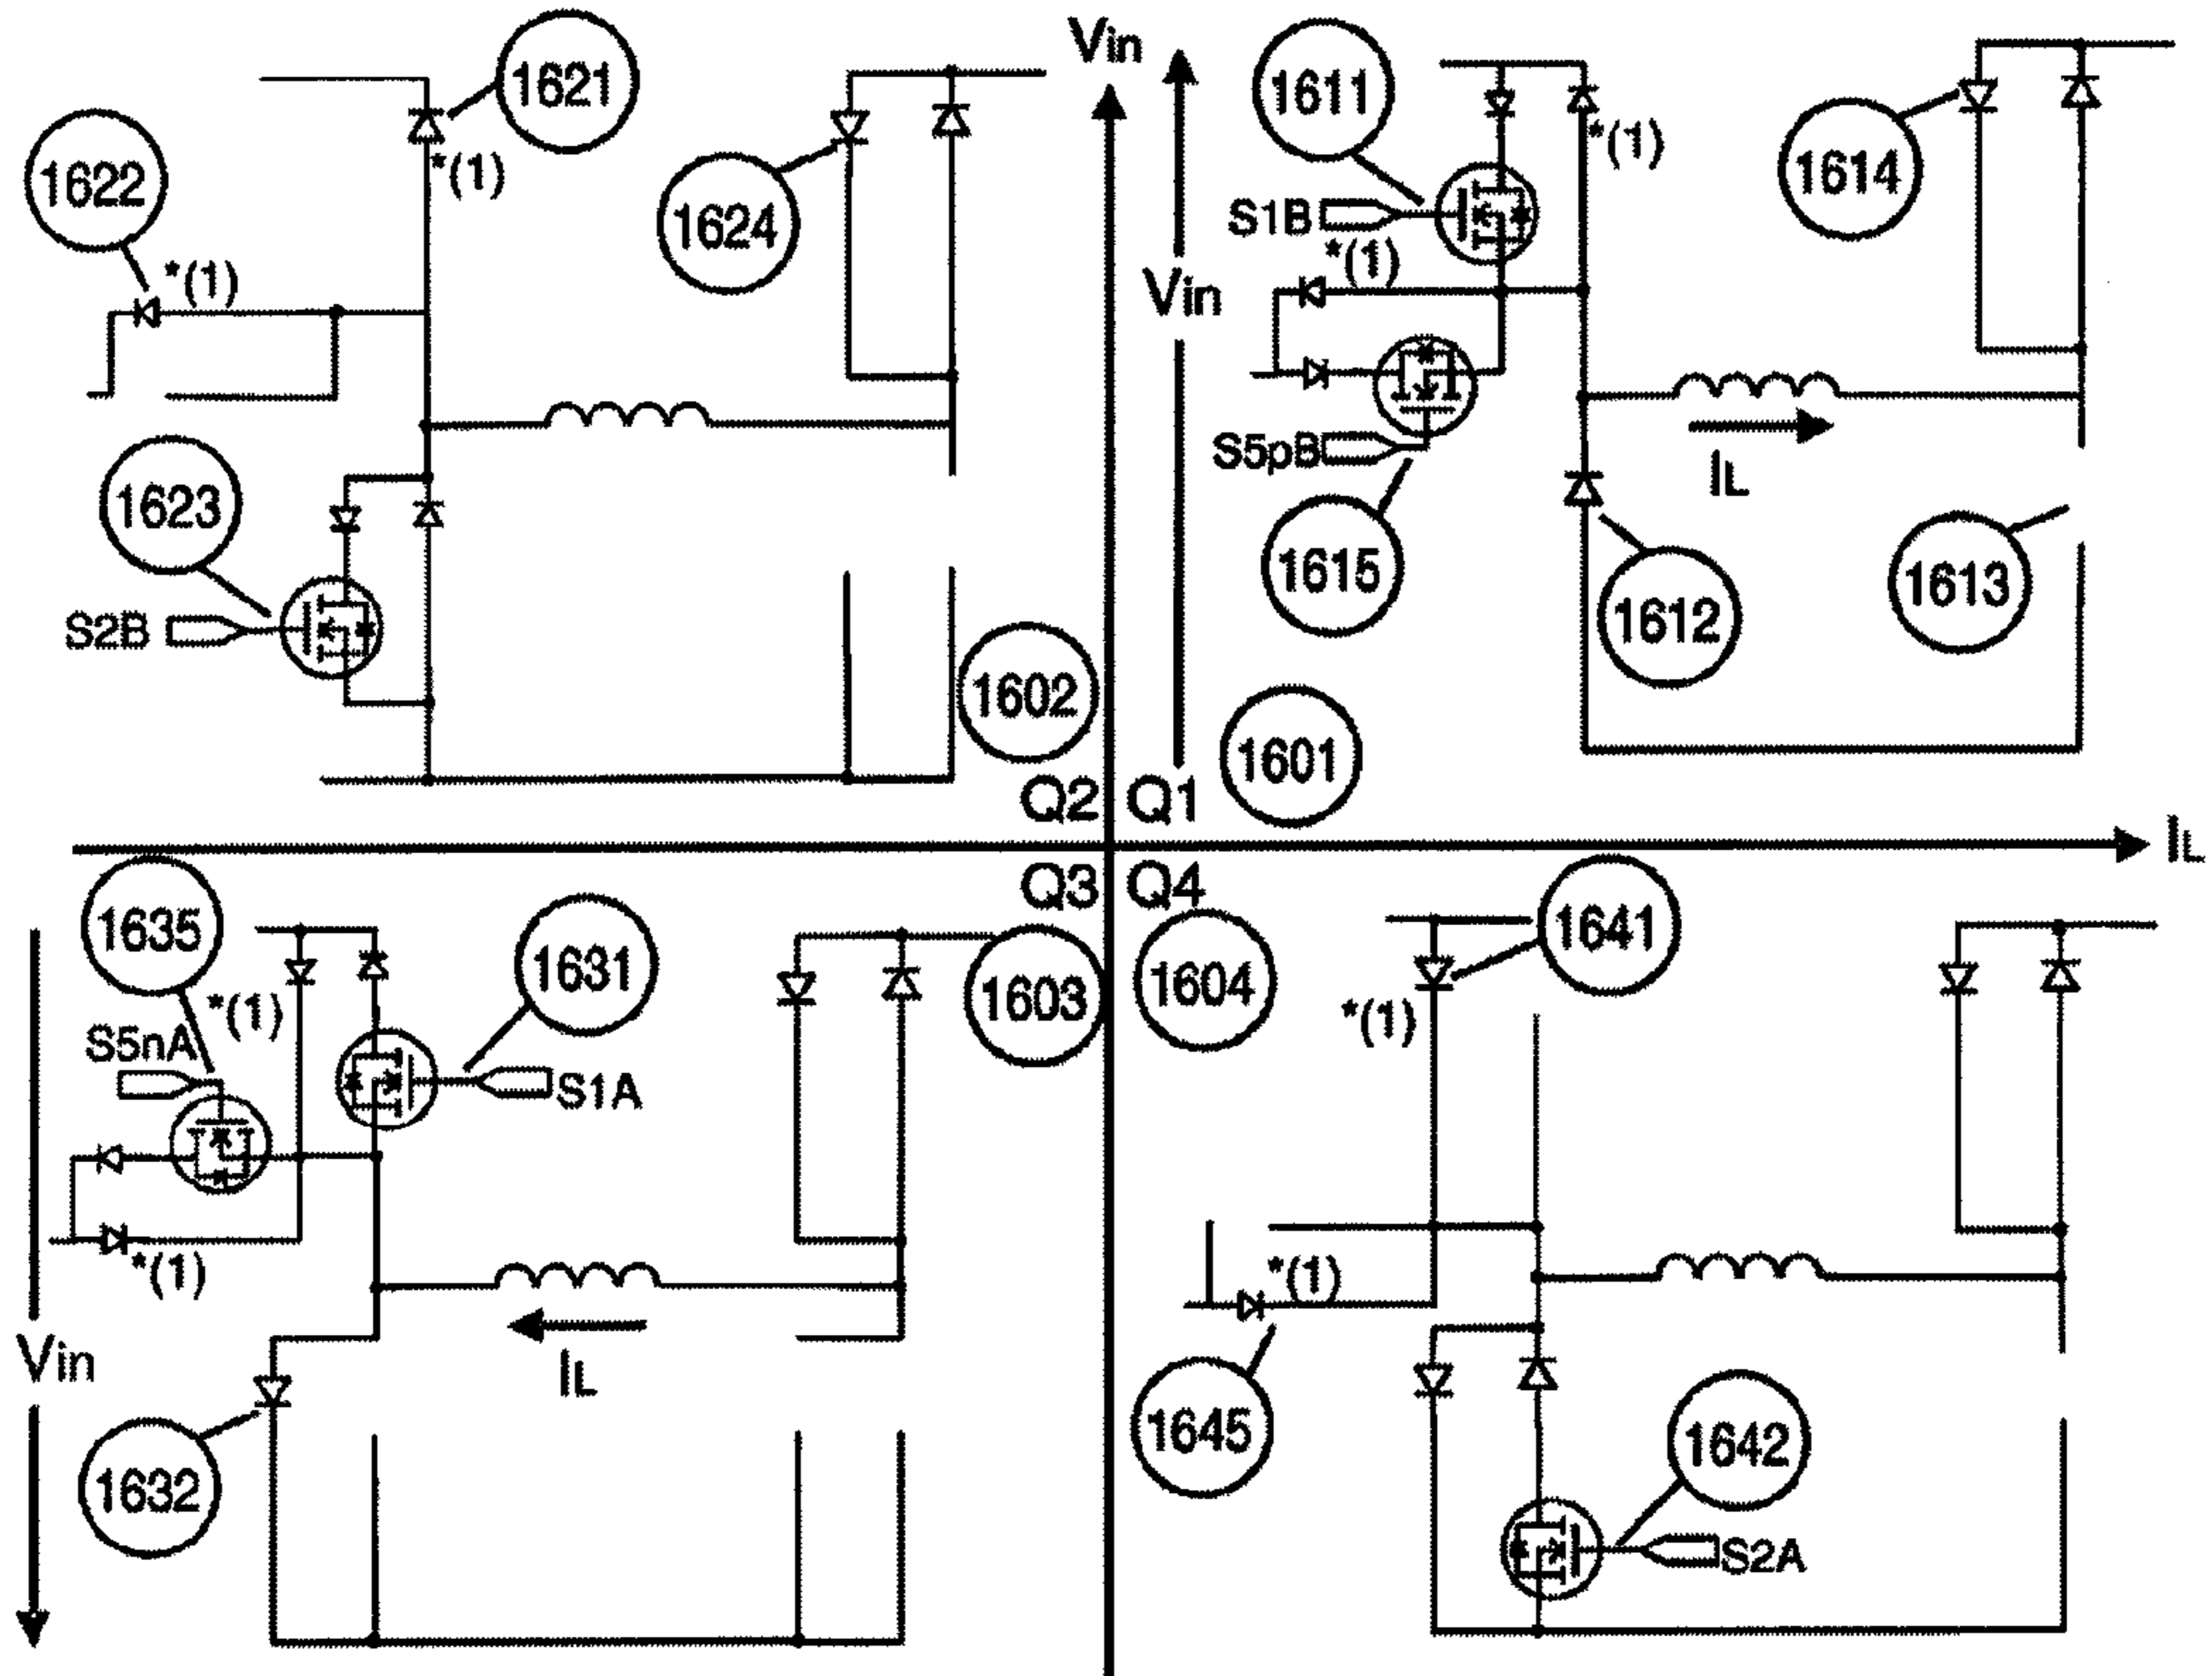 Vin
1621
1611
1614
*(1)
*(1)
1622
1624
S1B
*(1)
*(1)
Vin
S5pB
IL
1623
1615
1612
1613
S2B
1602
1601
Q2
Q1
IL
Q3
Q4
1635
1631
1603
1604
1641
*(1)
*(1)
S5nA
S1A
*(1)
*(1)
Vin
IL
1632
1645
1642
S2A